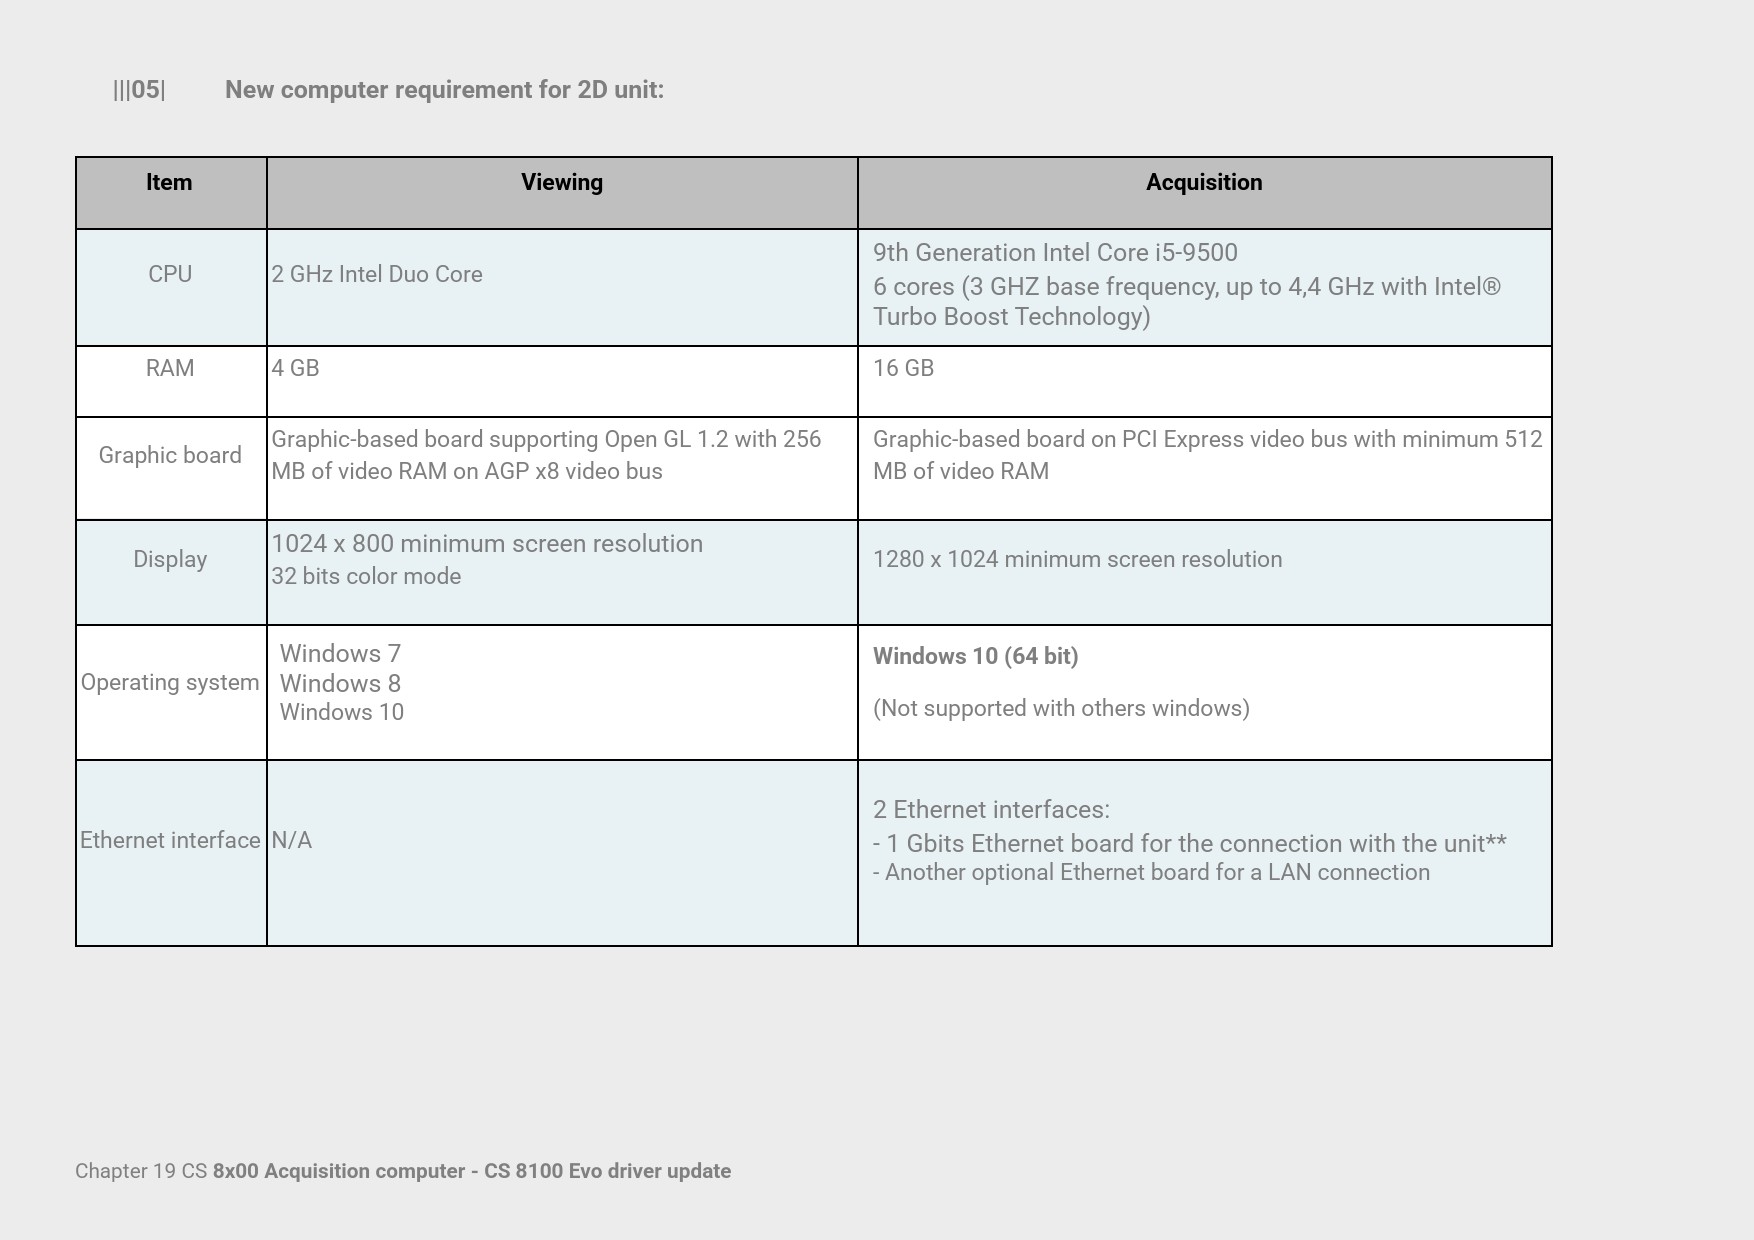 |||05| New computer requirement for 2D unit:
Item Viewing Acquisition
CPU
2 GHz Intel Duo Core
9th Generation Intel Core i5-9500
6 cores (3 GHZ base frequency, up to 4,4 GHz with Intel®
Turbo Boost Technology)
RAM
4 GB
16 GB
Graphic board
Graphic-based board supporting Open GL 1.2 with 256
MB of video RAM on AGP x8 video bus
Graphic-based board on PCI Express video bus with minimum 512
MB of video RAM
Display
1024 x 800 minimum screen resolution
32 bits color mode
1280 x 1024 minimum screen resolution
Operating system
Windows 7
Windows 8
Windows 10
Windows 10 (64 bit)
(Not supported with others windows)
Ethernet interface
N/A
2 Ethernet interfaces:
- 1 Gbits Ethernet board for the connection with the unit**
- Another optional Ethernet board for a LAN connection
Chapter 19 CS 8x00 Acquisition computer - CS 8100 Evo driver update